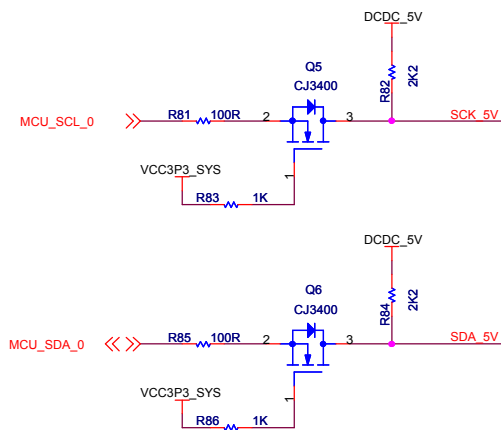 DCDC_5V
Q5
CJ3400
R82
2K2
MCU_SCL_0
R81
100R
2
3
SCK_5V
VCC3P3_SYS
1
R83
1K
DCDC_5V
Q6
CJ3400
R84
2K2
MCU_SDA_0
R85
100R
2
3
SDA_5V
VCC3P3_SYS
1
R86
1K